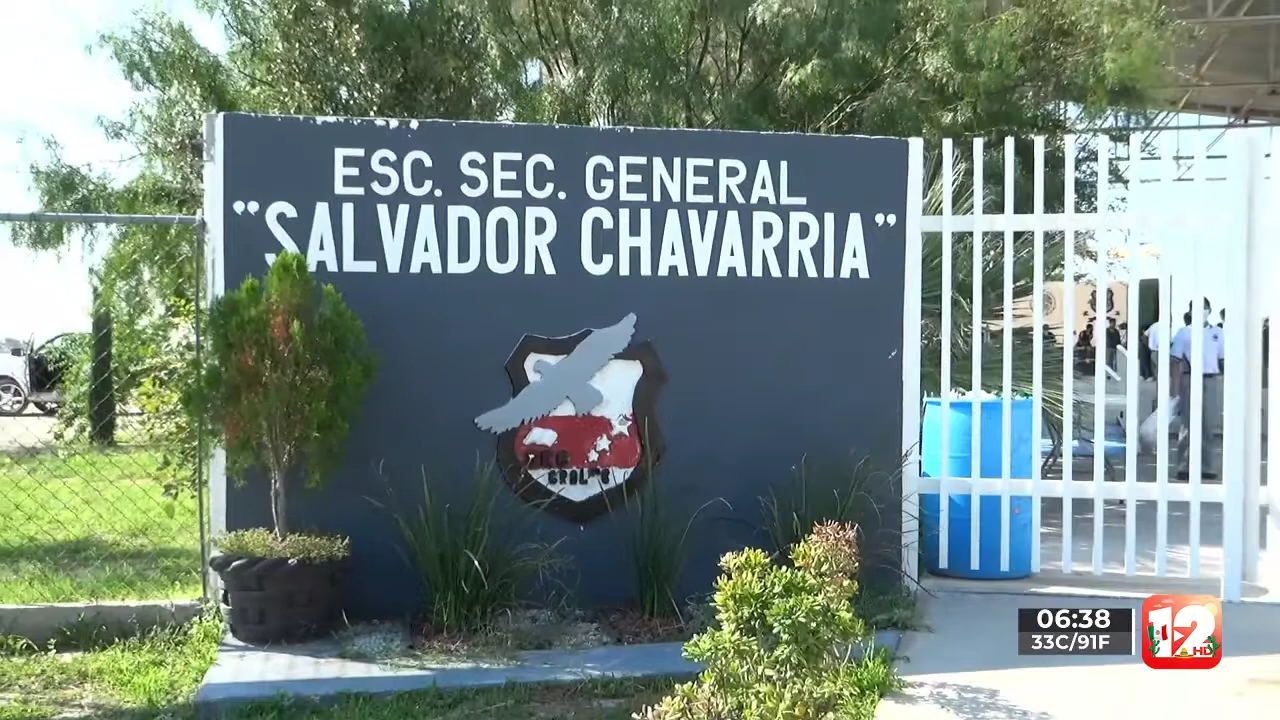 ESC. SEC. GENERAL
"SALVADOR CHAVARRIA"
06:38
33C/91F
12
HD